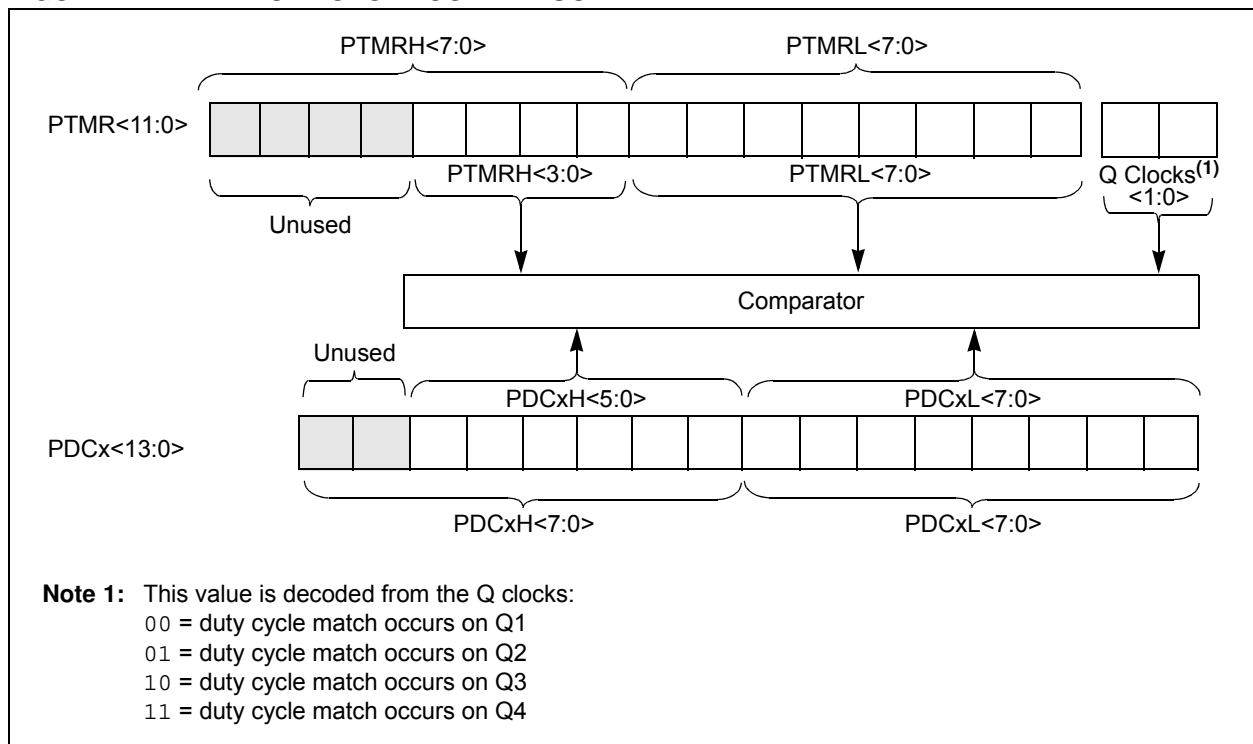 PTMRH<7:0> PTMRL<7:0>
PTMR<11:0>
PTMRH<3:0> PTMRL<7:0> Q Clocks(1)
<1:0>
Unused
Comparator
Unused
PDCxH<5:0> PDCxL<7:0>
PDCx<13:0>
PDCxH<7:0> PDCxL<7:0>
Note 1: This value is decoded from the Q clocks:
00 = duty cycle match occurs on Q1
01 = duty cycle match occurs on Q2
10 = duty cycle match occurs on Q3
11 = duty cycle match occurs on Q4